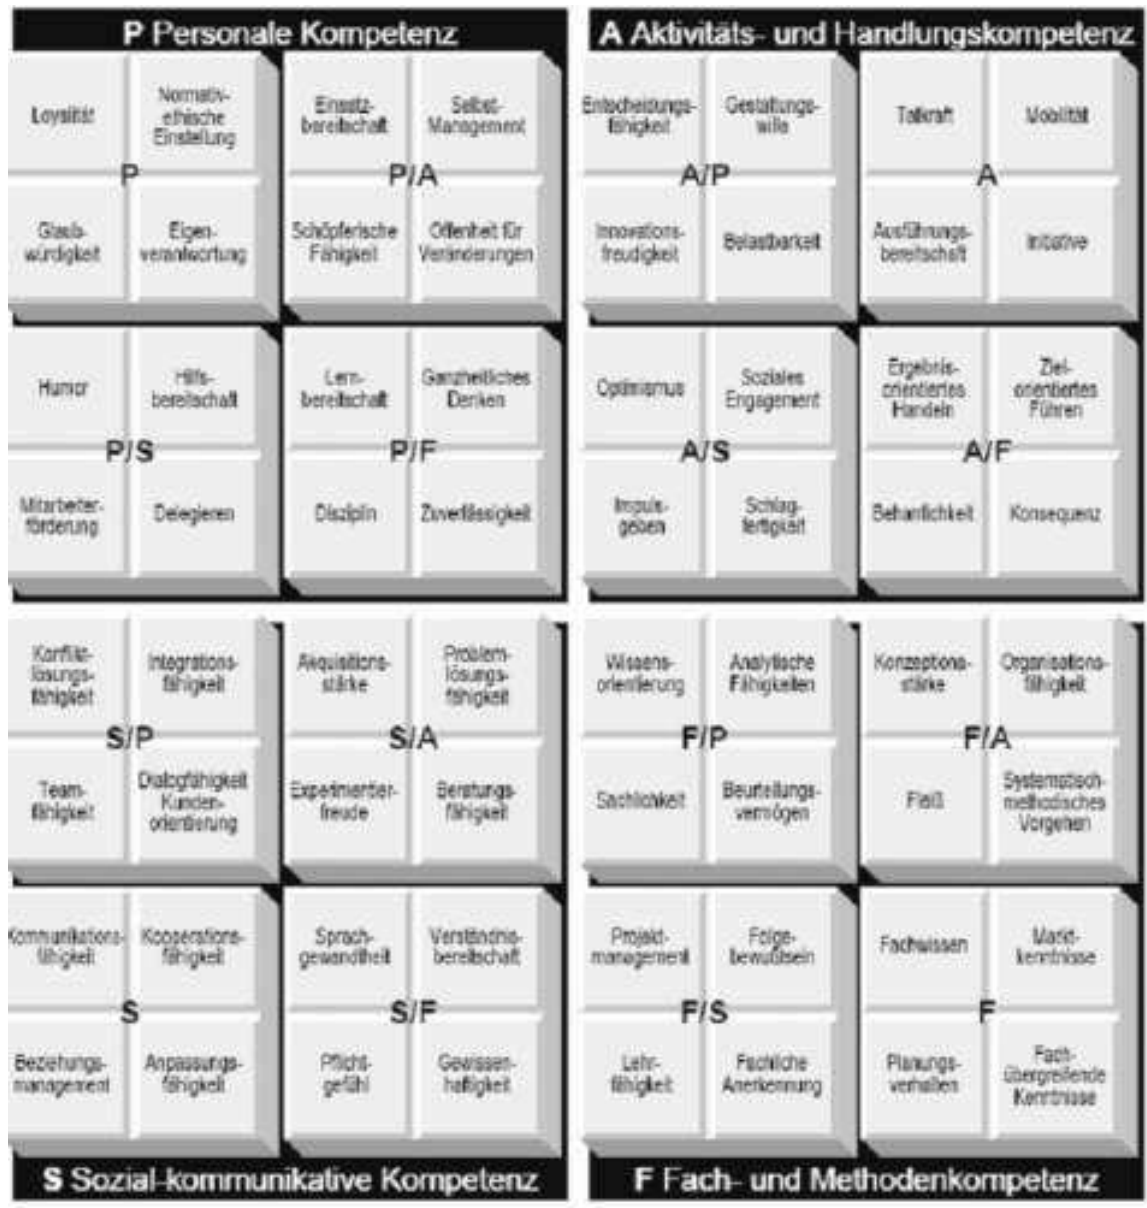 P Personale Kompetenz
Loyalität
Normativ-
ethische
Einstellung
P
Glaub-
würdigkeit
Eigen-
verantwortung
Einsatz-
bereitschaft
Selbst-
Management
P/A
Schöpferische
Fähigkeit
Offenheit für
Veränderungen
Humor
Hilfs-
bereitschaft
P/S
Mitarbeiter-
förderung
Delegieren
Lern-
bereitschaft
Ganzheitliches
Denken
P/F
Disziplin
Zuverlässigkeit
A Aktivitäts- und Handlungskompetenz
Entscheidungs-
fähigkeit
Gestaltungs-
wille
A/P
Innovations-
freudigkeit
Belastbarkeit
Tatkraft
Mobilität
A
Ausführungs-
bereitschaft
Initiative
Optimismus
Soziales
Engagement
A/S
Impuls-
geben
Schlag-
fertigkeit
Ergebnis-
orientiertes
Handeln
Ziel-
orientiertes
Führen
A/F
Beharrlichkeit
Konsequenz
Konflikt-
lösungs-
fähigkeit
Integrations-
fähigkeit
S/P
Team-
fähigkeit
Dialogfähigkeit
Kunden-
orientierung
Akquisitions-
stärke
Problem-
lösungs-
fähigkeit
S/A
Experimentier-
freude
Beratungs-
fähigkeit
Kommunikations-
fähigkeit
Kooperations-
fähigkeit
S
Beziehungs-
management
Anpassungs-
fähigkeit
Sprach-
gewandtheit
Verständnis-
bereitschaft
S/F
Pflicht-
gefühl
Gewissen-
haftigkeit
S Sozial-kommunikative Kompetenz
Wissens-
orientierung
Analytische
Fähigkeiten
F/P
Sachlichkeit
Beurteilungs-
vermögen
Konzeptions-
stärke
Organisations-
fähigkeit
F/A
Fleiß
Systematisch-
methodisches
Vorgehen
Projekt-
management
Folge-
bewußtsein
F/S
Lehr-
fähigkeit
Fachliche
Anerkennung
Fachwissen
Markt-
kenntnisse
F
Planungs-
verhalten
Fach-
übergreifende
Kenntnisse
F Fach- und Methodenkompetenz